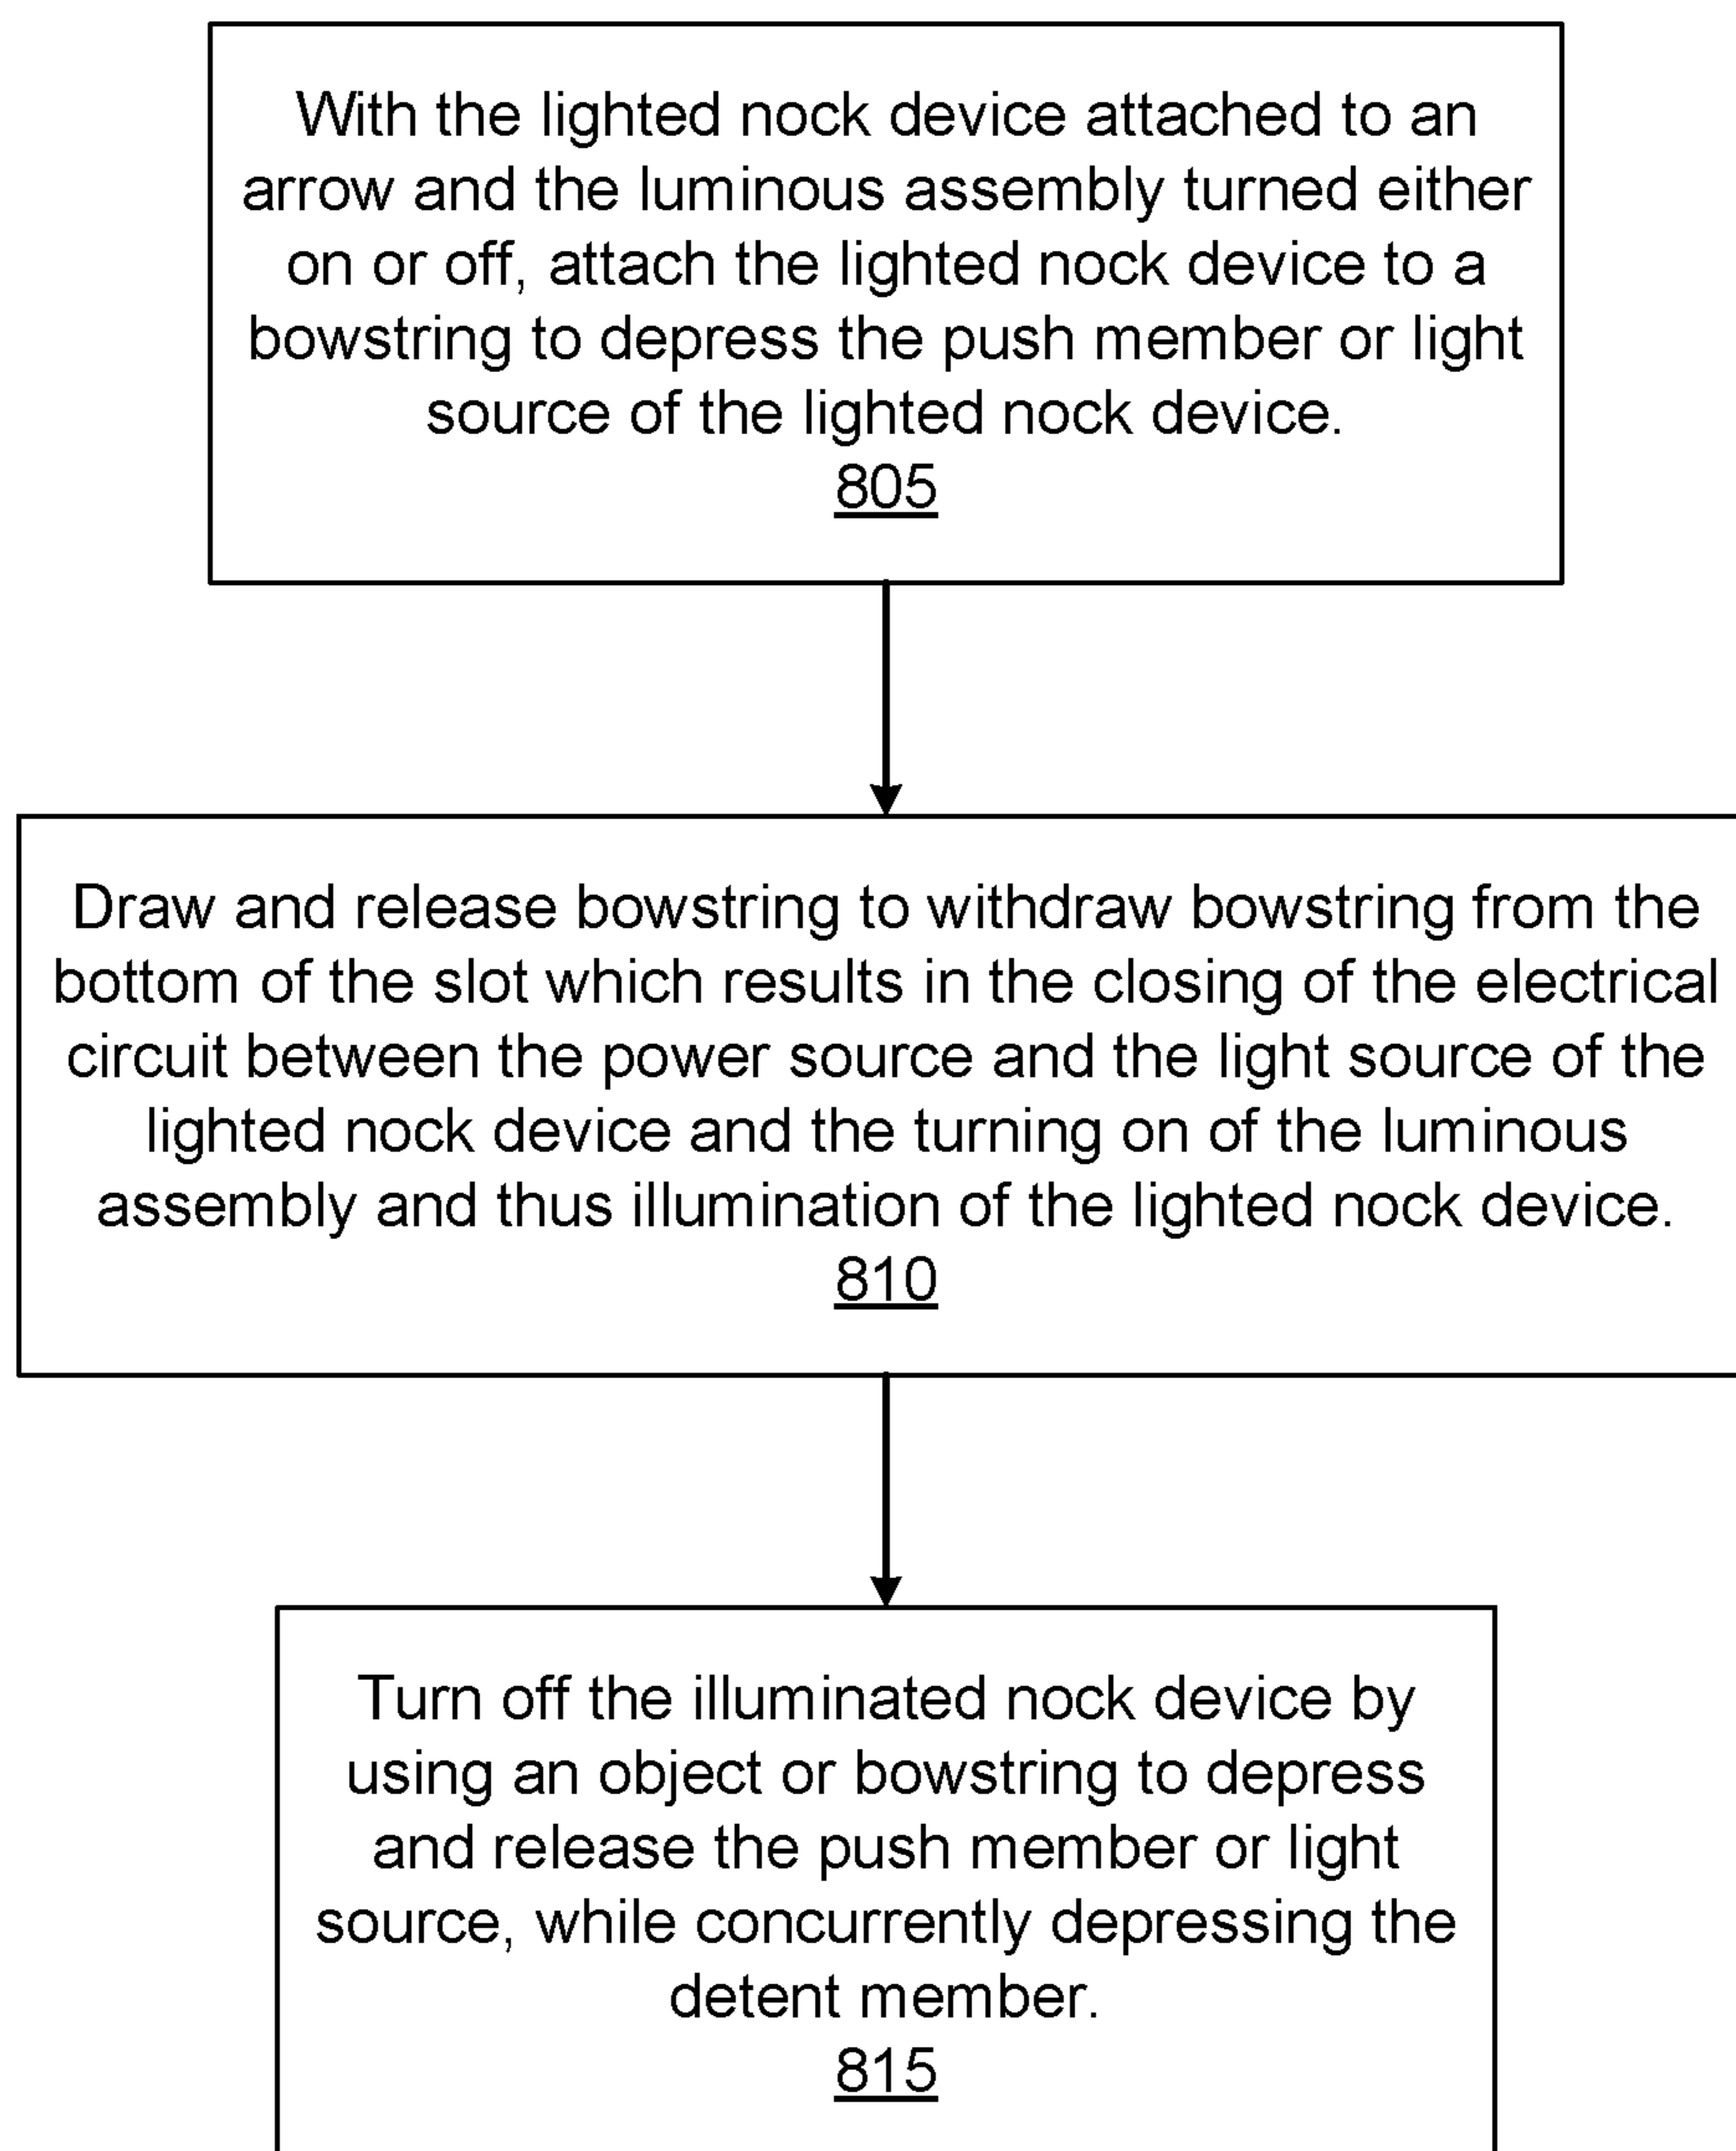 With the lighted nock device attached to an
arrow and the luminous assembly turned either
on or off, attach the lighted nock device to a
bowstring to depress the push member or light
source of the lighted nock device.
805
Draw and release bowstring to withdraw bowstring from the
bottom of the slot which results in the closing of the electrical
circuit between the power source and the light source of the
lighted nock device and the turning on of the luminous
assembly and thus illumination of the lighted nock device.
810
Turn off the illuminated nock device by
using an object or bowstring to depress
and release the push member or light
source, while concurrently depressing the
detent member.
815